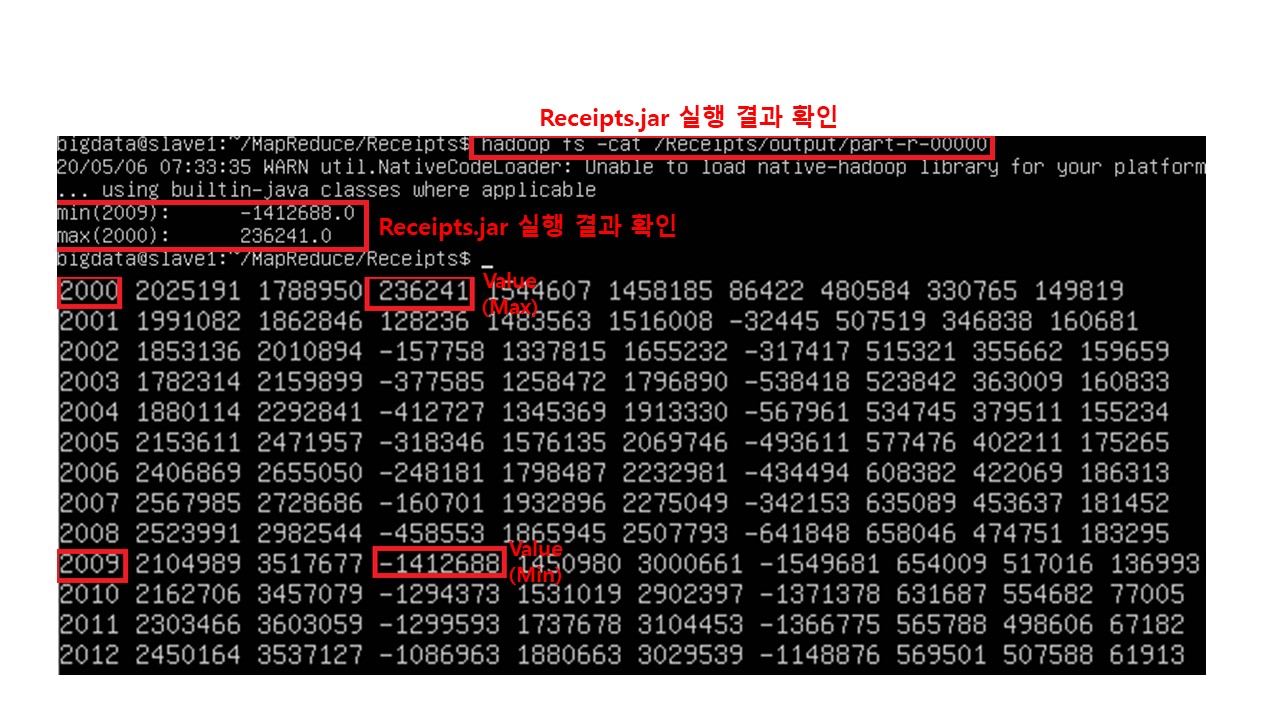 Receipts.jar 실행 결과 확인
bigdata@slave1:~/MapReduce/Receipts$ hadoop fs -cat /Receipts/output/part-r-00000
20/05/06 07:33:35 WARN util.NativeCodeLoader: Unable to load native-hadoop library for your platform
... using builtin-java classes where applicable
min(2009): -1412688.0
max(2000): 236241.0
Receipts.jar 실행 결과 확인
bigdata@slave1:~/MapReduce/Receipts$ _
2000 2025191 1788950 236241 1544607 1458185 86422 480584 330765 149819
Value
(Max)
2001 1991082 1862846 128236 1483563 1516008 -32445 507519 346838 160681
2002 1853136 2010894 -157758 1337815 1655232 -317417 515321 355662 159659
2003 1782314 2159899 -377585 1258472 1796890 -538418 523842 363009 160833
2004 1880114 2292841 -412727 1345369 1913330 -567961 534745 379511 155234
2005 2153611 2471957 -318346 1576135 2069746 -493611 577476 402211 175265
2006 2406869 2655050 -248181 1798487 2232981 -434494 608382 422069 186313
2007 2567985 2728686 -160701 1932896 2275049 -342153 635089 453637 181452
2008 2523991 2982544 -458553 1865945 2507793 -641848 658046 474751 183295
Value
(Min)
2009 2104989 3517677 -1412688 1450980 3000661 -1549681 654009 517016 136993
2010 2162706 3457079 -1294373 1531019 2902397 -1371378 631687 554682 77005
2011 2303466 3603059 -1299593 1737678 3104453 -1366775 565788 498606 67182
2012 2450164 3537127 -1086963 1880663 3029539 -1148876 569501 507588 61913